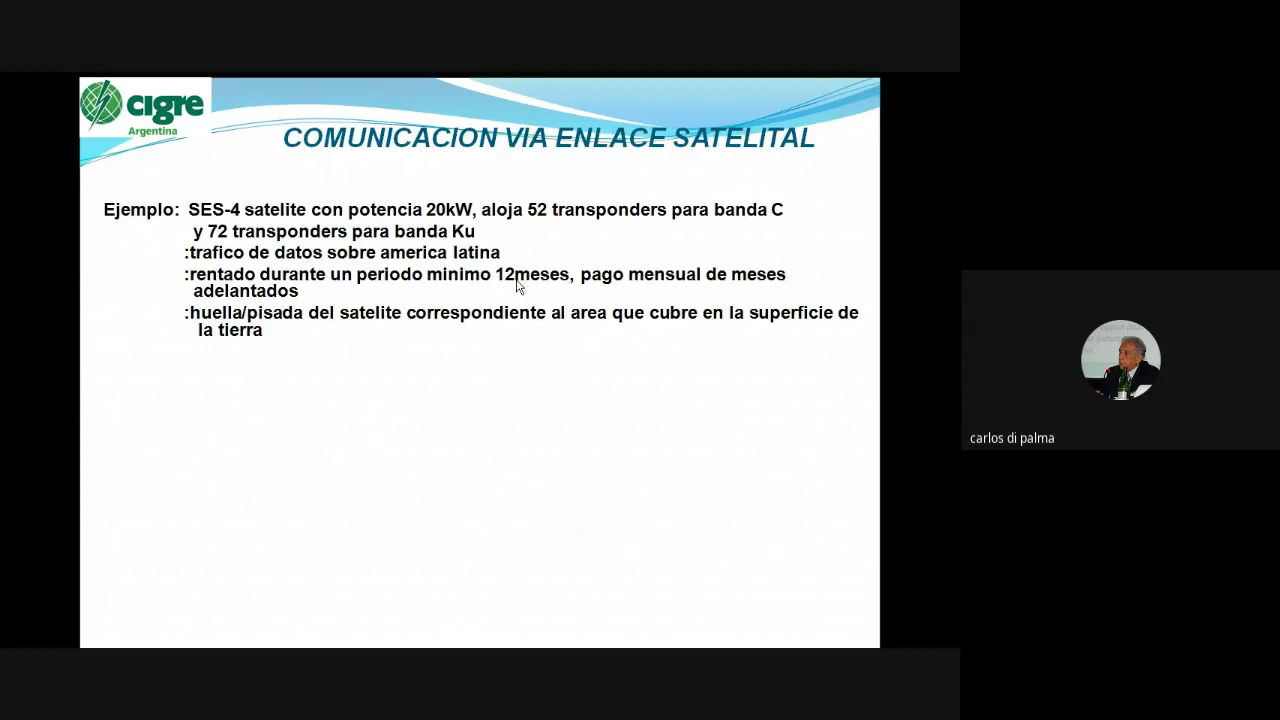 cigre
Argentina
COMUNICACION VIA ENLACE SATELITAL
Ejemplo: SES-4 satelite con potencia 20kW, aloja 52 transponders para banda C
y 72 transponders para banda Ku
:trafico de datos sobre america latina
:rentado durante un periodo minimo 12meses, pago mensual de meses
adelantados
:huella/pisada del satelite correspondiente al area que cubre en la superficie de
la tierra
carlos di palma